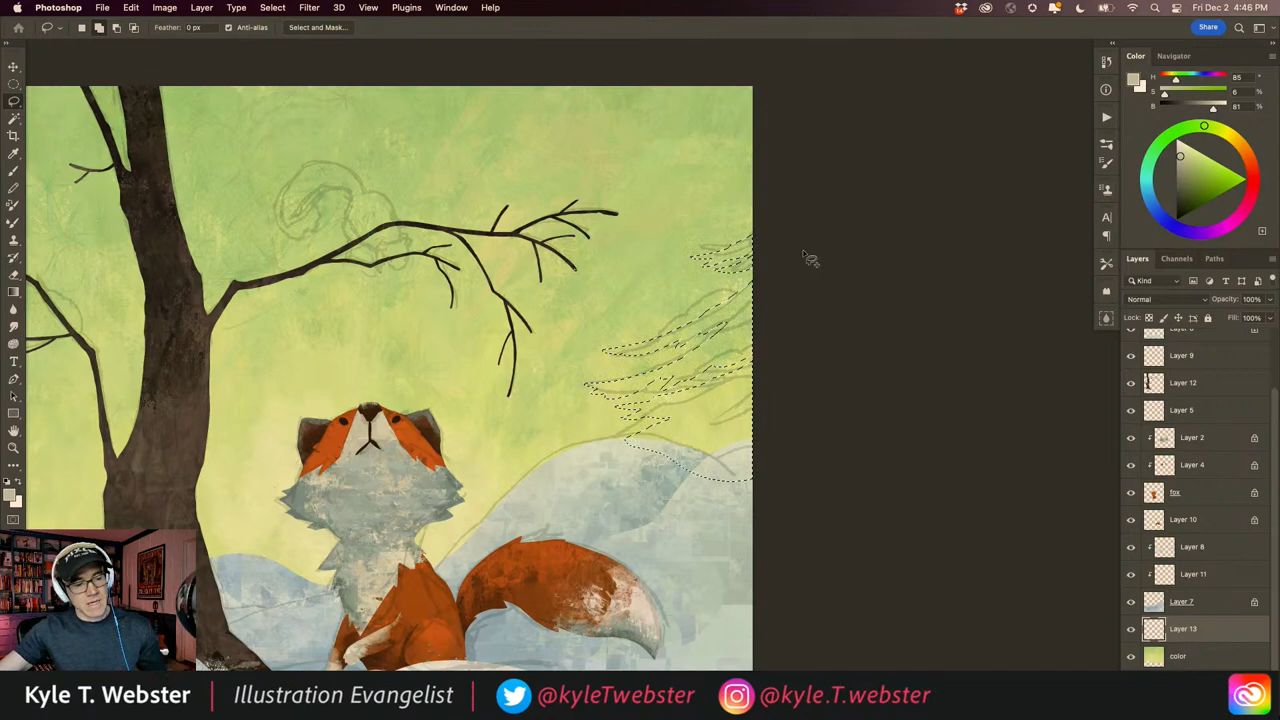 Photoshop File Edit Image Layer Type Select Filter 3D View Plugins Window Help Fri Dec 2 4:46 PM
Feather: 0 px Anti-alias Select and Mask... Share
Color Navigator
H 85 °
S 6 %
B 81 %
Layers Channels Paths
Kind
Normal Opacity: 100%
Lock: Fill: 100%
Layer 9
Layer 12
Layer 5
Layer 2
Layer 4
fox
Layer 10
Layer 8
Layer 11
Layer 7
Layer 13
color
Kyle T. Webster | Illustration Evangelist @kyleTwebster @kyle.T.webster